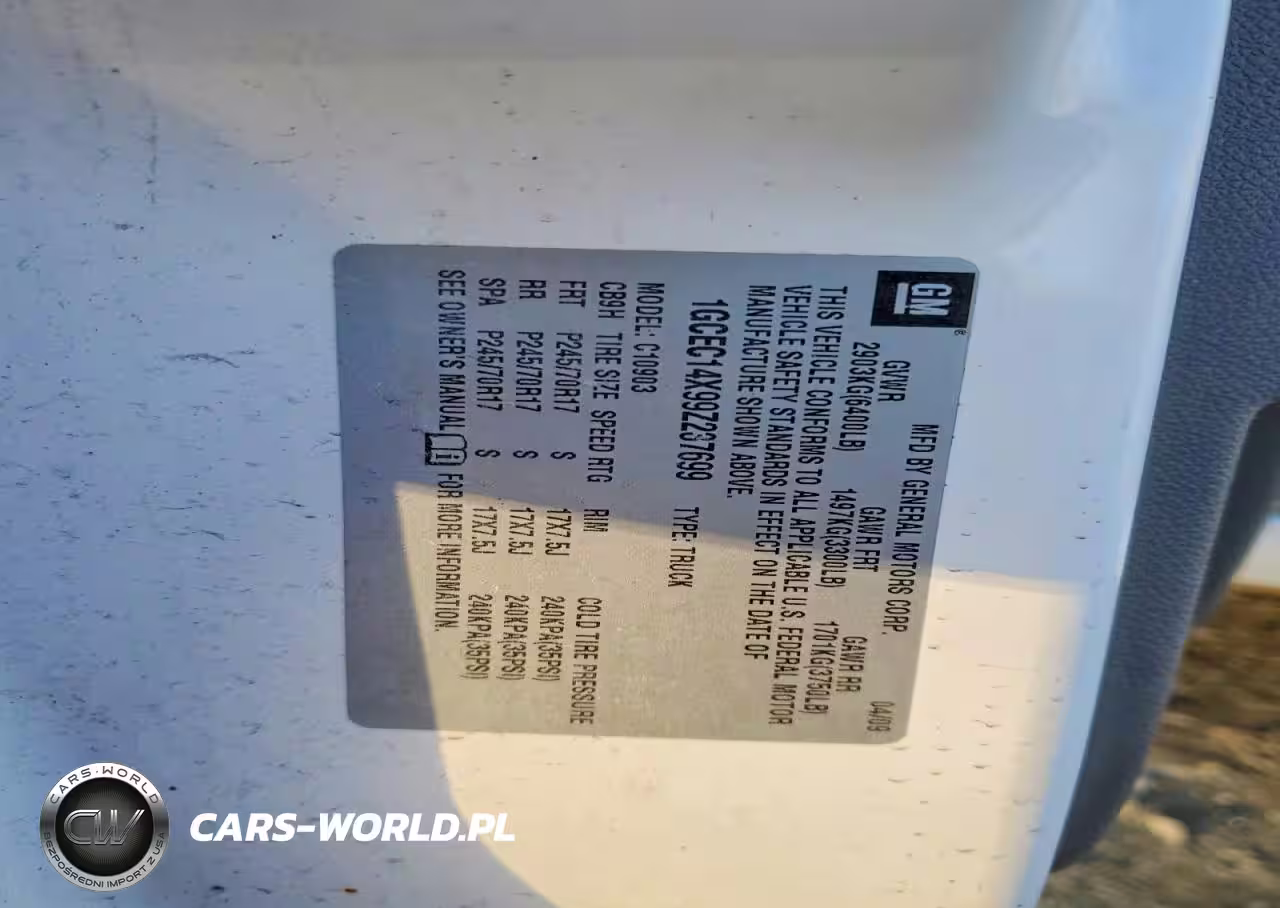 GM
®
MFD BY GENERAL MOTORS CORP. 04/09
GVWR GAWR FRT GAWR RR
2903KG(6400LB) 1497KG(3300LB) 1701KG(3750LB)
THIS VEHICLE CONFORMS TO ALL APPLICABLE U.S. FEDERAL MOTOR
VEHICLE SAFETY STANDARDS IN EFFECT ON THE DATE OF
MANUFACTURE SHOWN ABOVE.
1GCEC14X99Z237699 TYPE: TRUCK
MODEL: C10903
CB9H TIRE SIZE SPEED RTG RIM COLD TIRE PRESSURE
FRT P245/70R17 S 17X7.5J 240KPA(35PSI)
RR P245/70R17 S 17X7.5J 240KPA(35PSI)
SPA P245/70R17 S 17X7.5J 240KPA(35PSI)
SEE OWNER'S MANUAL FOR MORE INFORMATION.
CARS-WORLD
CW
BEZPOŚREDNI IMPORT Z USA
CARS-WORLD.PL